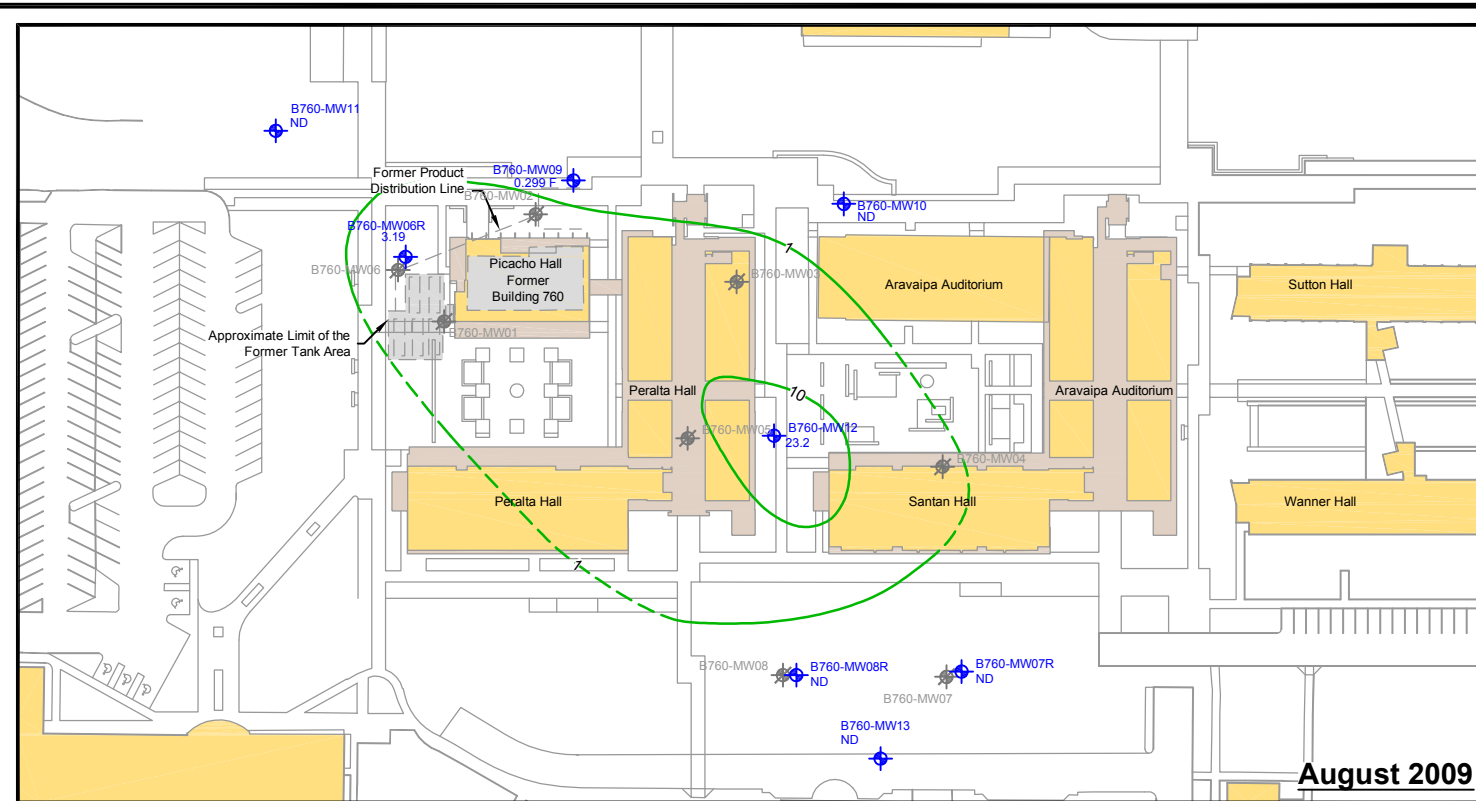 B760-MW11
ND
Former Product
Distribution Line
B760-MW09
0.299 F
B760-MW02
B760-MW10
ND
B760-MW06R
3.19
B760-MW06
Picacho Hall
Former
Building 760
B760-MW03
1
Aravaipa Auditorium
Sutton Hall
Approximate Limit of the
Former Tank Area
B760-MW01
Peralta Hall
10
Aravaipa Auditorium
B760-MW05
B760-MW12
23.2
B760-MW04
Peralta Hall
Santan Hall
Wanner Hall
1
B760-MW08
B760-MW08R
ND
B760-MW07R
ND
B760-MW07
B760-MW13
ND
August 2009